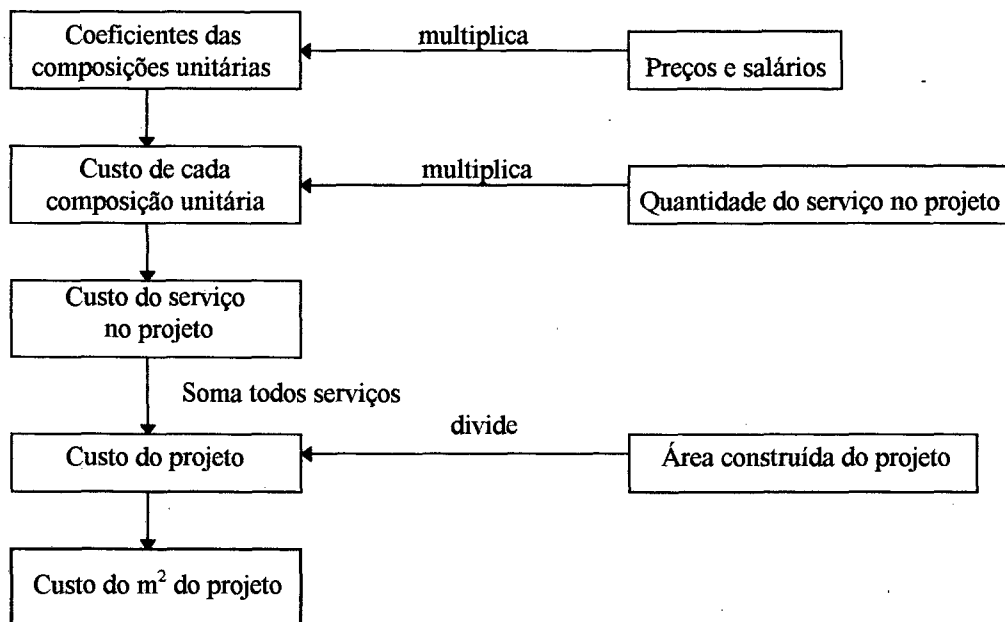 Coeficientes das
composições unitárias
multiplica
Preços e salários
Custo de cada
composição unitária
multiplica
Quantidade do serviço no projeto
Custo do serviço
no projeto
Soma todos serviços
Custo do projeto
divide
Área construída do projeto
Custo do m² do projeto